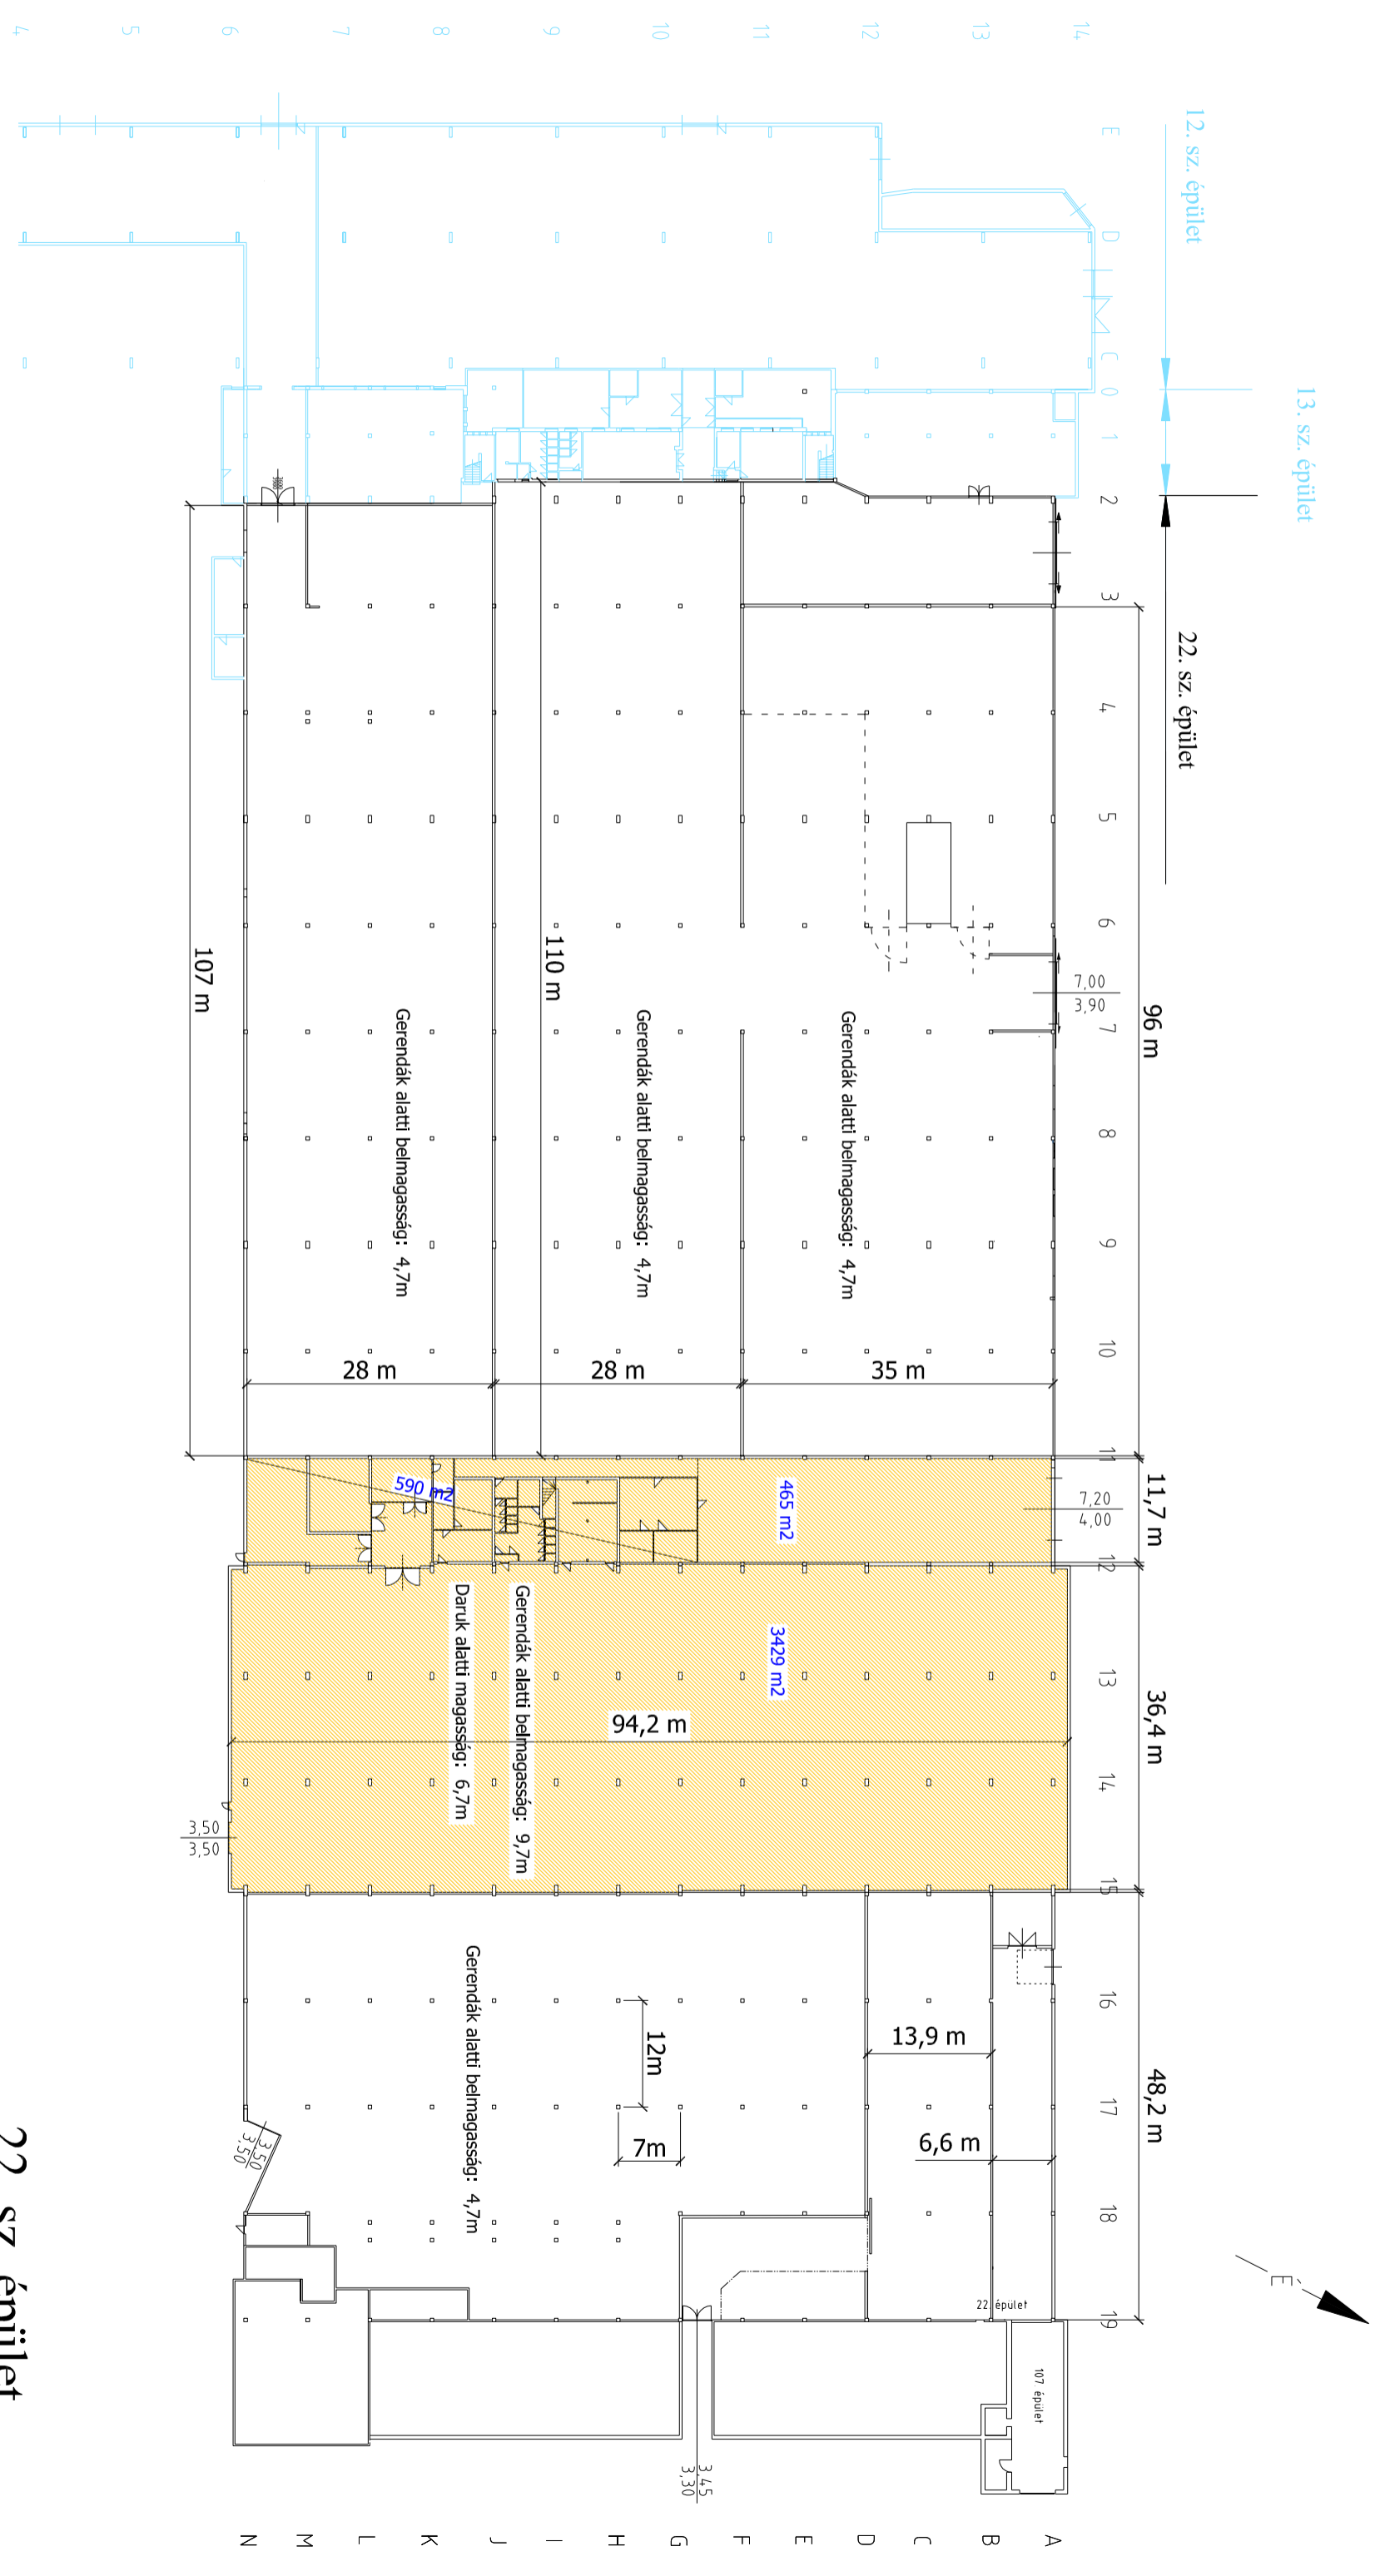 4
5
6
7
8
9
10
11
12
13
14
E
D
C
0
1
2
3
4
5
6
7
8
9
10
11
12
13
14
15
16
17
18
19
12. sz. épület
13. sz. épület
22. sz. épület
96 m
11,7 m
36,4 m
48,2 m
7,00
3,90
7,20
4,00
107 m
110 m
Gerendák alatti belmagasság: 4,7m
Gerendák alatti belmagasság: 4,7m
Gerendák alatti belmagasság: 4,7m
28 m
28 m
35 m
590 m2
465 m2
3429 m2
Daruk alatti magasság: 6,7m
Gerendák alatti belmagasság: 9,7m
94,2 m
3,50
3,50
Gerendák alatti belmagasság: 4,7m
12m
7m
13,9 m
6,6 m
3,50
3,50
22 épület
107 épület
3,45
3,30
É
N
M
L
K
J
I
H
G
F
E
D
C
B
A
22. sz. épület